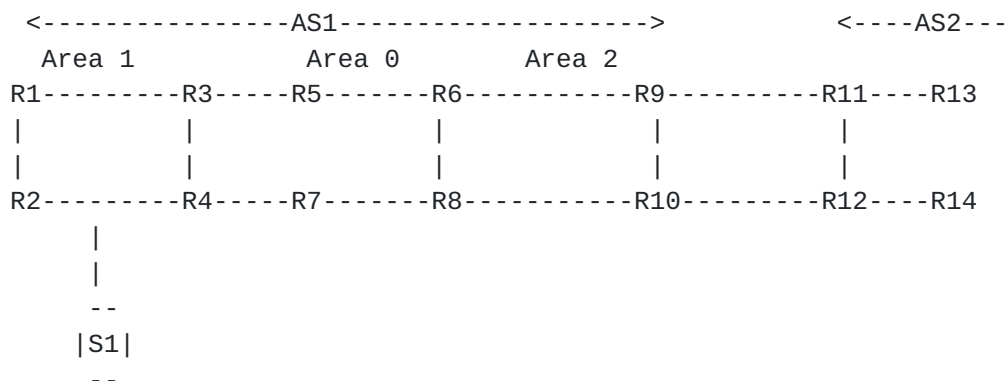 <----------------AS1---------------------> <----AS2---
Area 1 Area 0 Area 2
R1---------R3-----R5-------R6-----------R9----------R11----R13
| | | | |
| | | | |
R2---------R4-----R7-------R8-----------R10---------R12----R14
|
|
--
|S1|
--